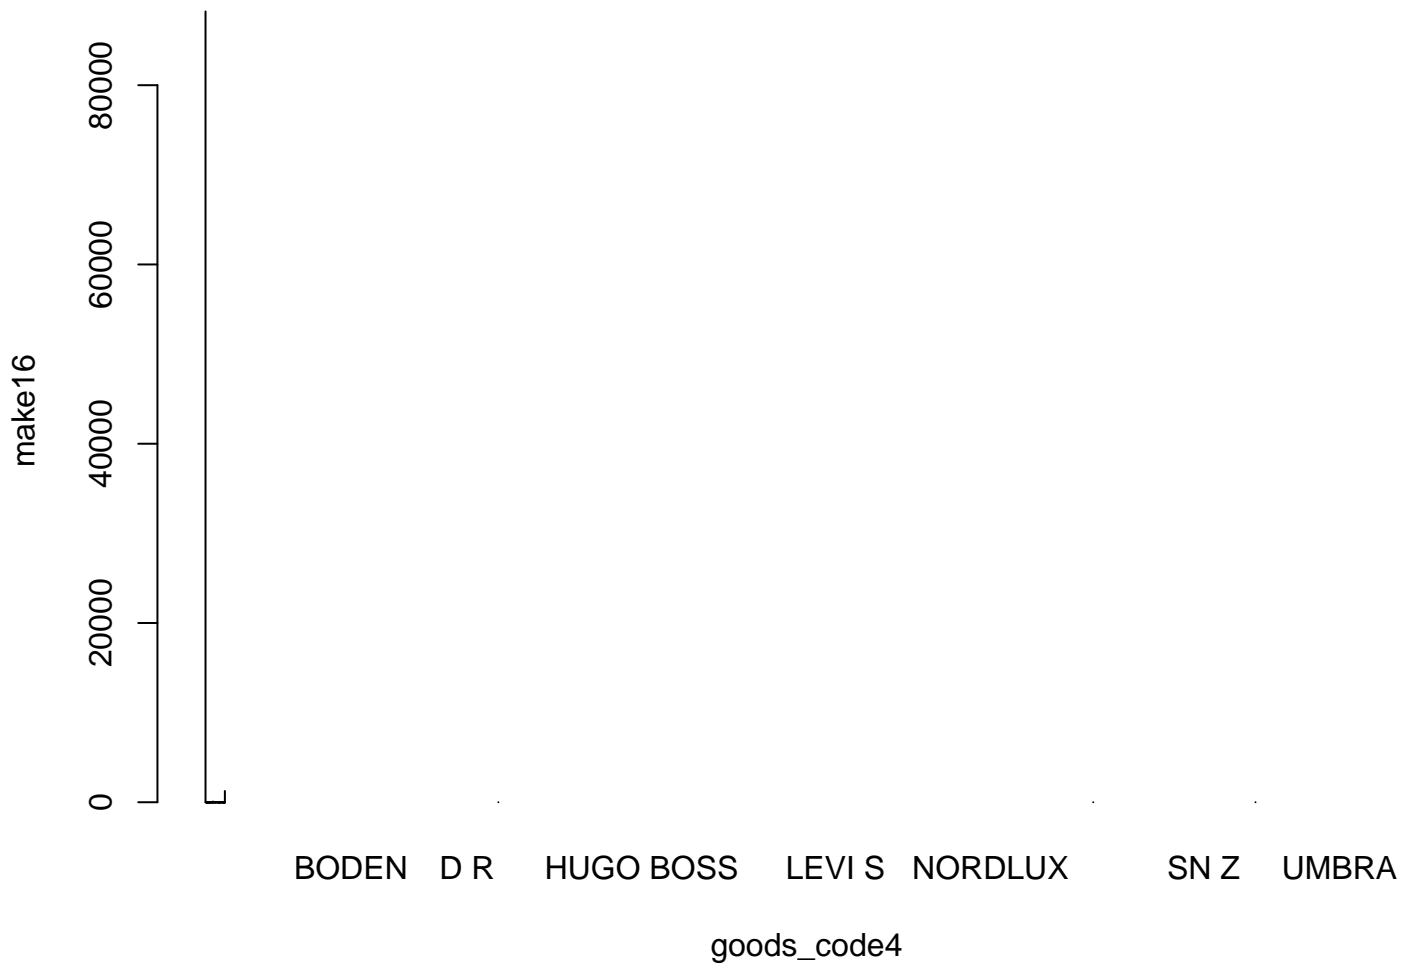 80000
60000
40000
20000
0
make16
BODEN D R HUGO BOSS LEVI S NORDLUX SN Z UMBRA
goods_code4